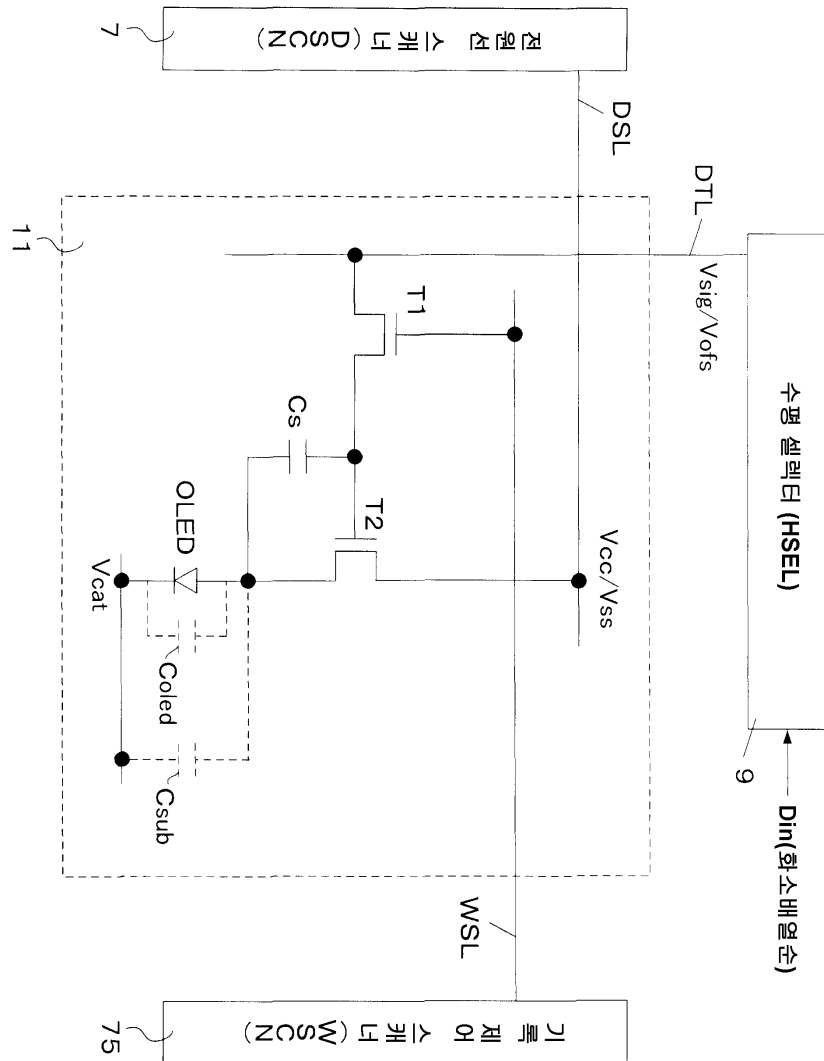 수평 셀렉터 (HSEL)
9
Din(화소배열순)
DTL
Vsig/Vofs
DSL
전원선 스캐너 (DSCN)
7
11
Vcc/Vss
T1
WSL
기록 제어 스캐너 (WSCN)
75
T2
Cs
OLED
Coled
Csub
Vcat